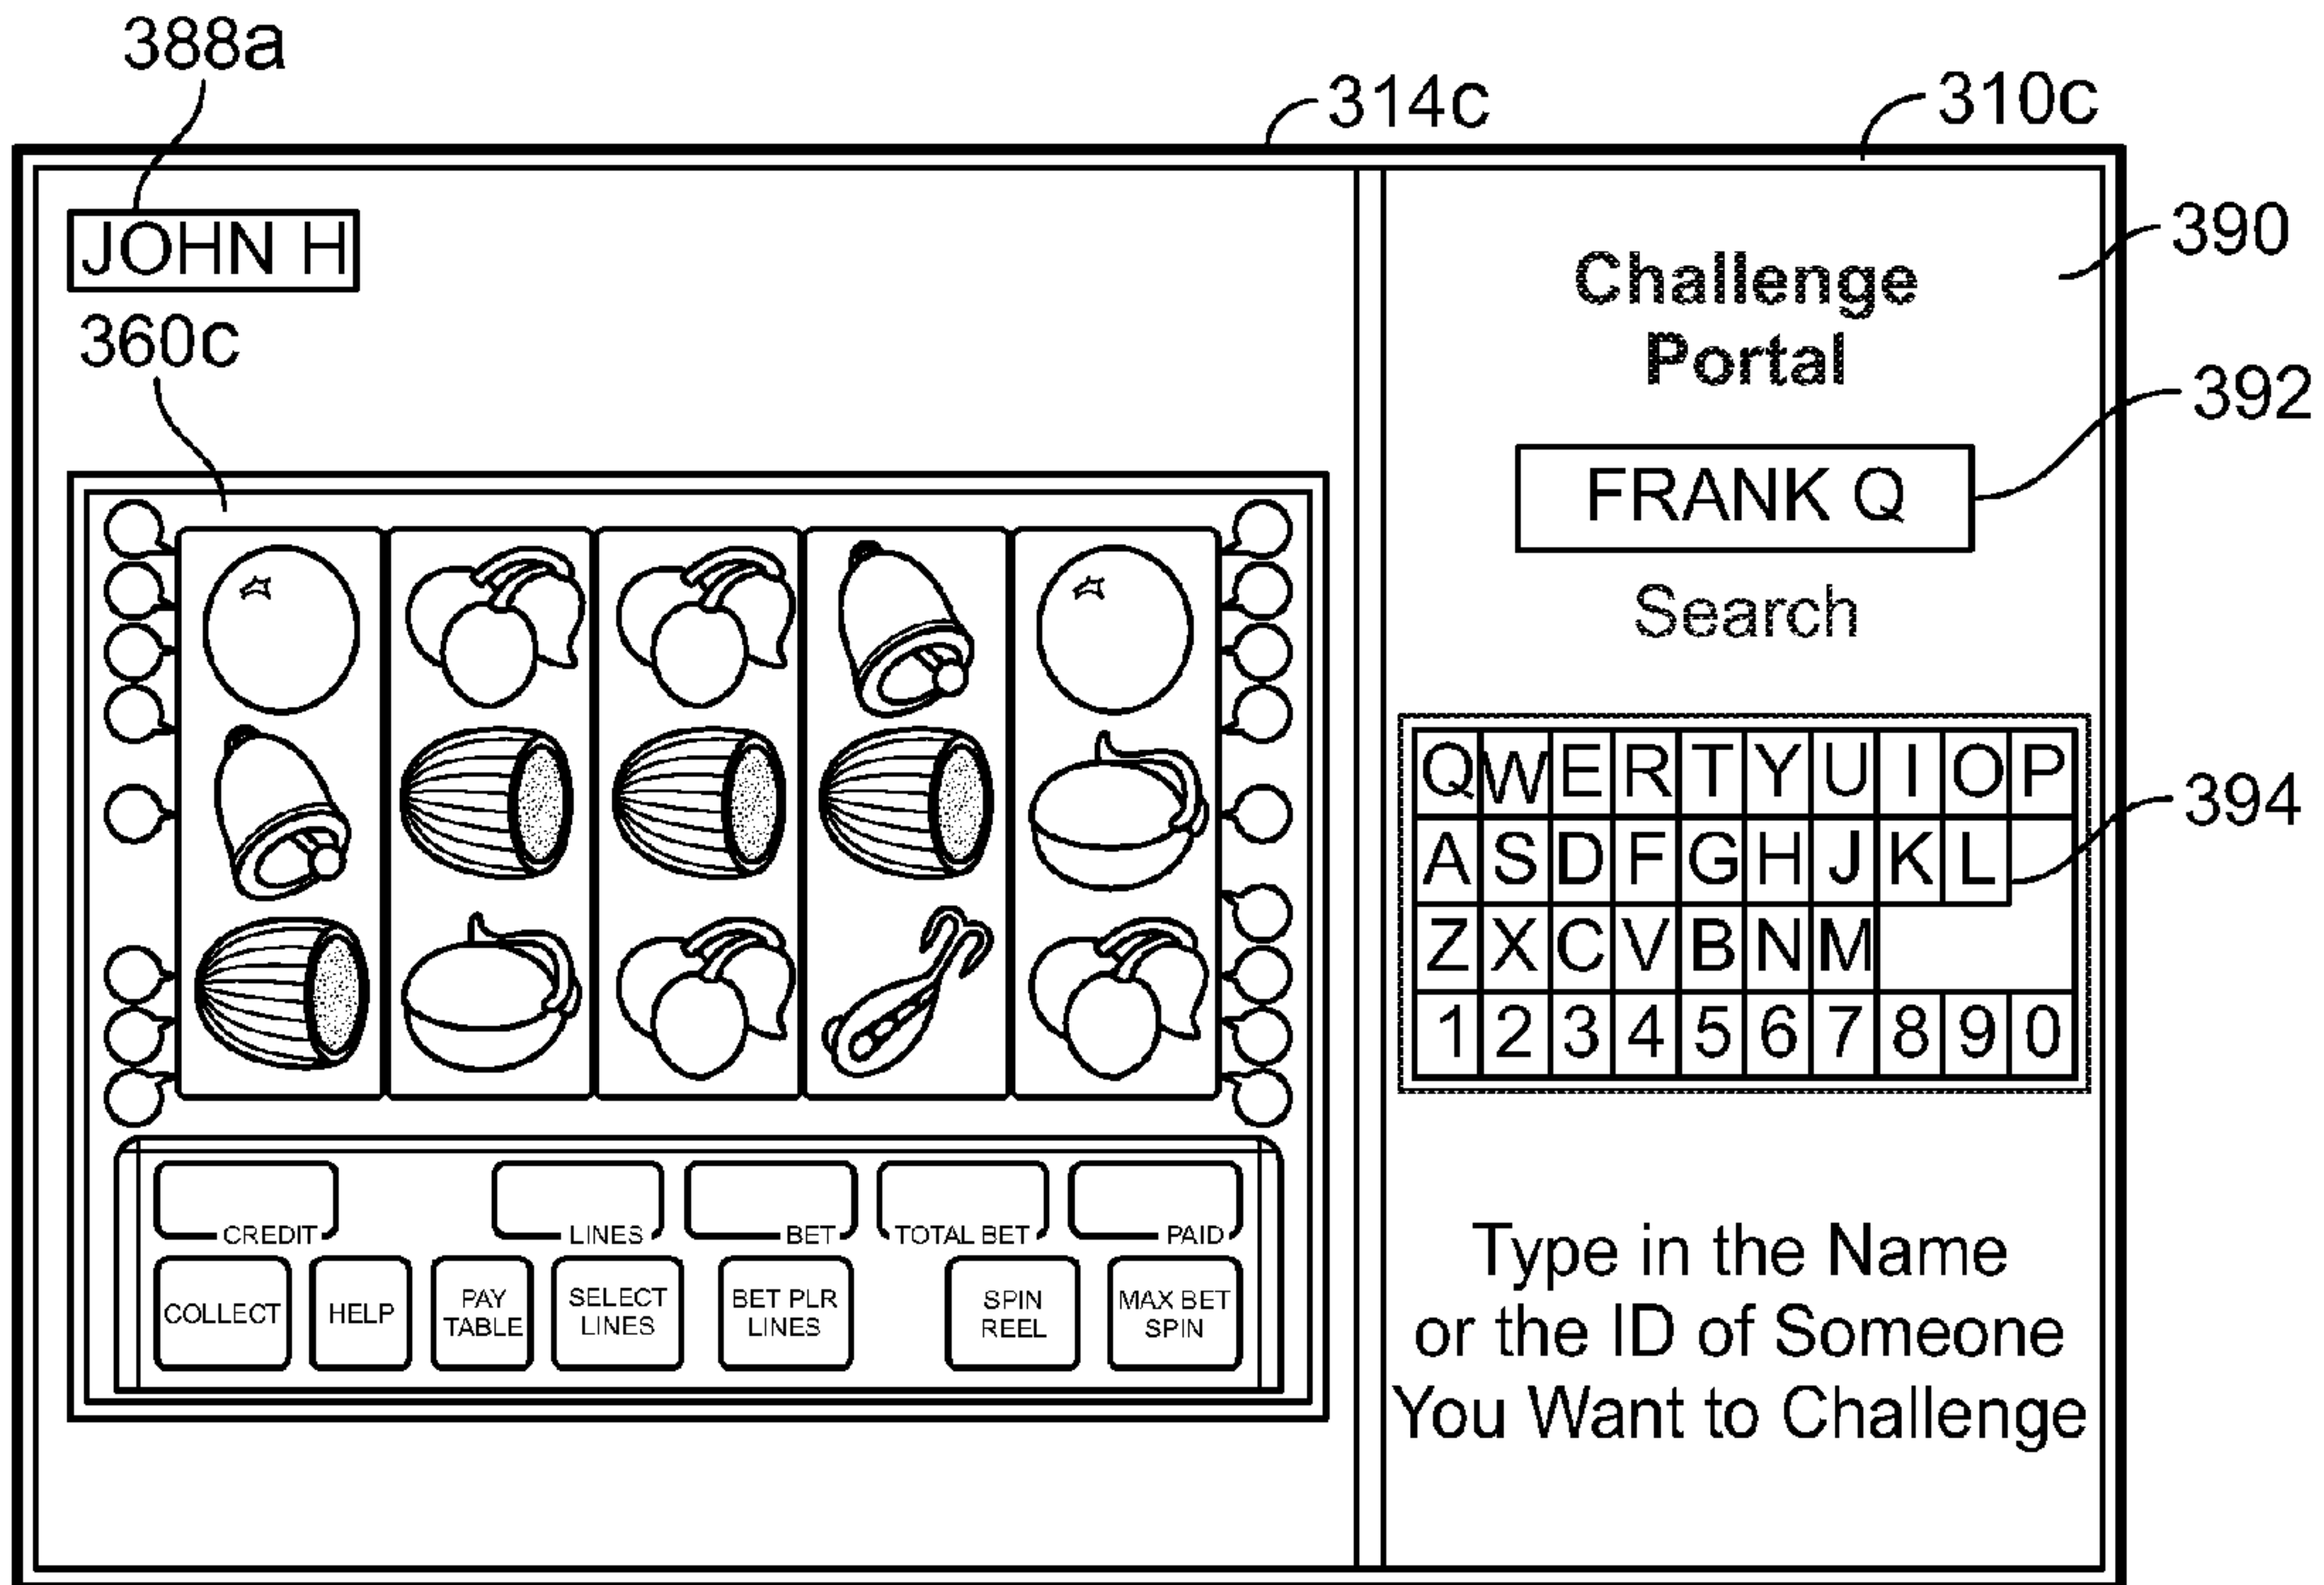 388a
314c
310c
JOHN H
360c
Challenge
Portal
390
392
FRANK Q
Search
Q W E R T Y U I O P
A S D F G H J K L
Z X C V B N M
1 2 3 4 5 6 7 8 9 0
394
CREDIT LINES BET TOTAL BET PAID
COLLECT
HELP
PAY
TABLE
SELECT
LINES
BET PLR
LINES
SPIN
REEL
MAX BET
SPIN
Type in the Name
or the ID of Someone
You Want to Challenge